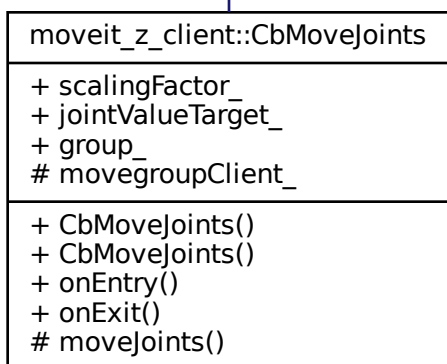 moveit_z_client::CbMoveJoints
+ scalingFactor_
+ jointValueTarget_
+ group_
# movegroupClient_
+ CbMoveJoints()
+ CbMoveJoints()
+ onEntry()
+ onExit()
# moveJoints()